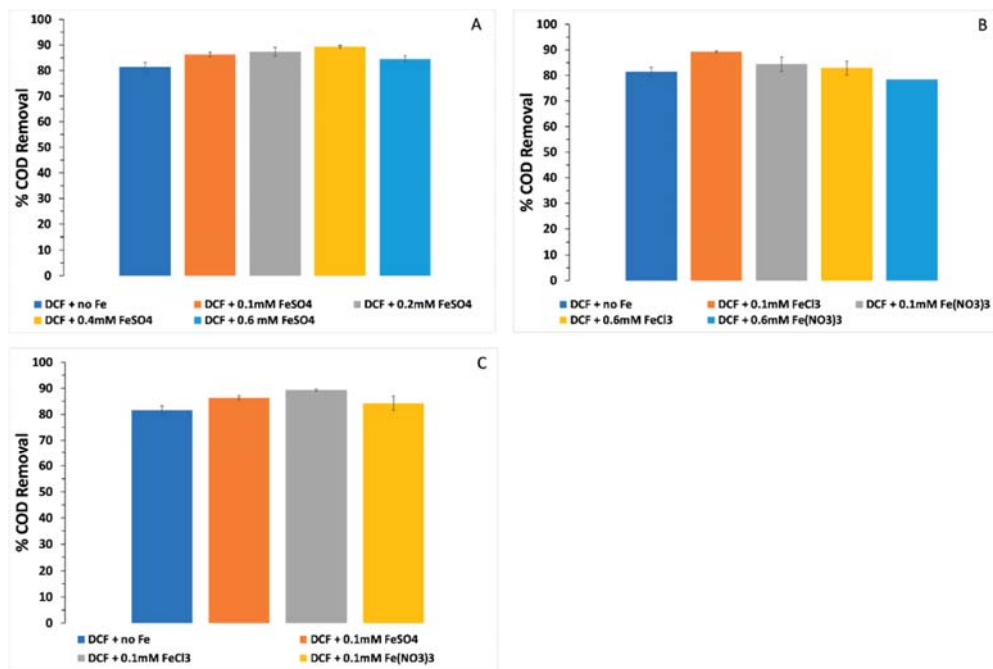 A
% COD Removal
100
90
80
70
60
50
40
30
20
10
0
DCF + no Fe DCF + 0.1mM FeSO4 DCF + 0.2mM FeSO4
DCF + 0.4mM FeSO4 DCF + 0.6 mM FeSO4
B
% COD Removal
100
90
80
70
60
50
40
30
20
10
0
DCF + no Fe DCF + 0.1mM FeCl3 DCF + 0.1mM Fe(NO3)3
DCF + 0.6mM FeCl3 DCF + 0.6mM Fe(NO3)3
C
% COD Removal
100
90
80
70
60
50
40
30
20
10
0
DCF + no Fe DCF + 0.1mM FeSO4
DCF + 0.1mM FeCl3 DCF + 0.1mM Fe(NO3)3